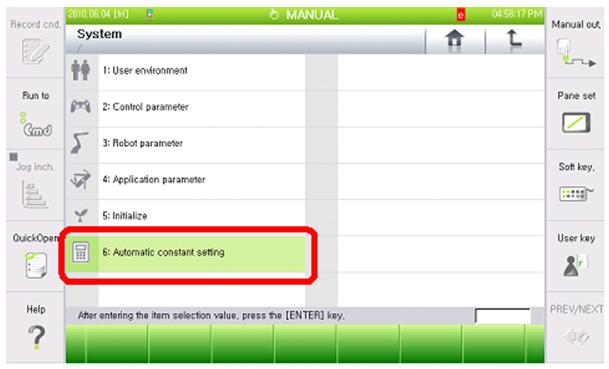 2010.06.04 [fri] MANUAL e 04:58:17 PM
System
/
1: User environment
2: Control parameter
3: Robot parameter
4: Application parameter
5: Initialize
6: Automatic constant setting
After entering the item selection value, press the [ENTER] key.
Record cnd.
Run to
Cmd
Jog inch.
QuickOpen
Help
?
Manual out.
Pane set
Soft key.
User key
r
PREV/NEXT